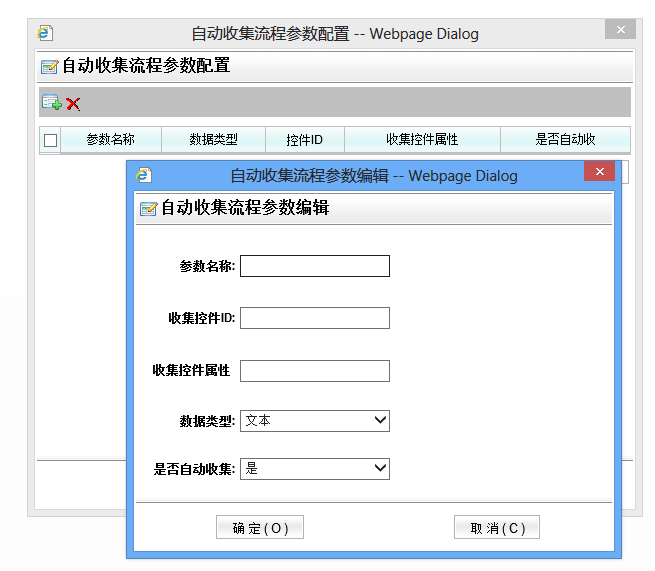 自动收集流程参数配置 -- Webpage Dialog
自动收集流程参数配置
参数名称 数据类型 控件ID 收集控件属性 是否自动收
自动收集流程参数编辑 -- Webpage Dialog
自动收集流程参数编辑
参数名称:
收集控件ID:
收集控件属性
数据类型: 文本
是否自动收集: 是
确 定 ( O ) 取 消 ( C )